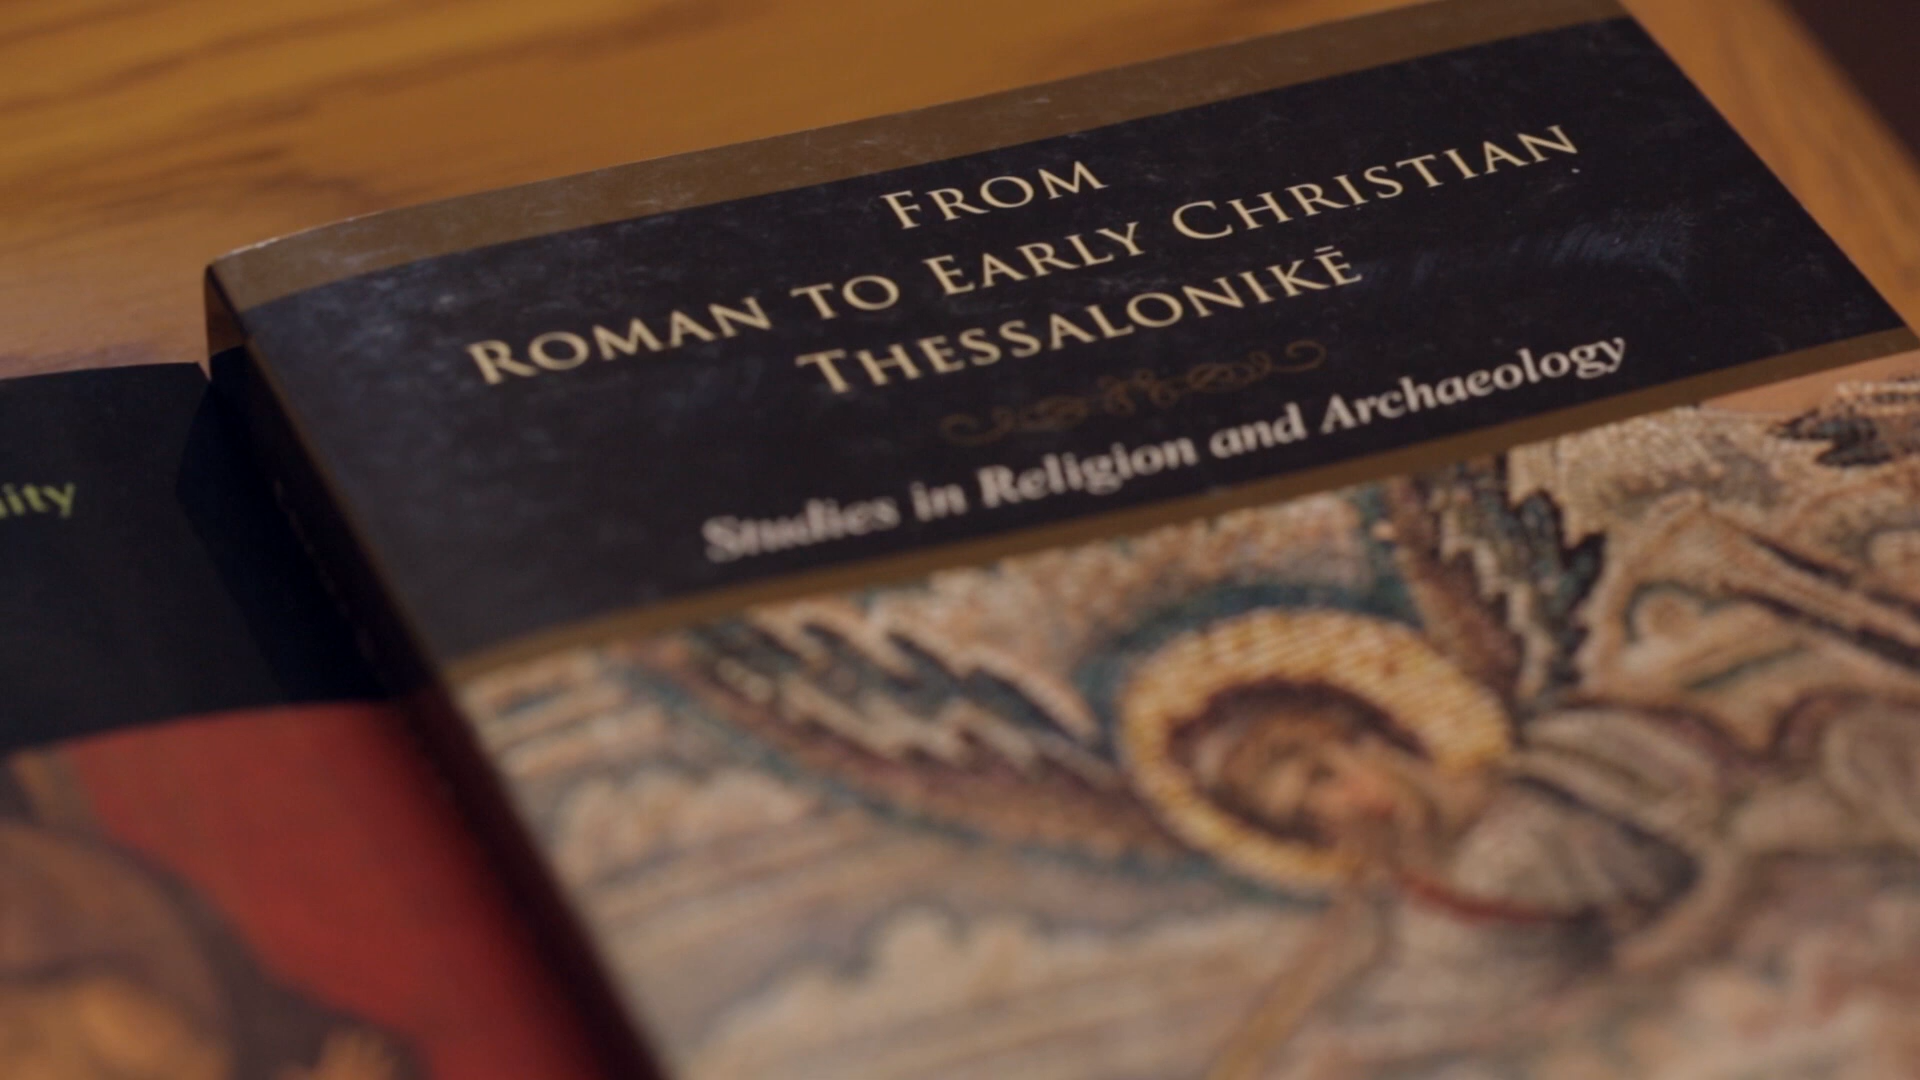 FROM
ROMAN TO EARLY CHRISTIAN
THESSALONIKĒ
Studies in Religion and Archaeology